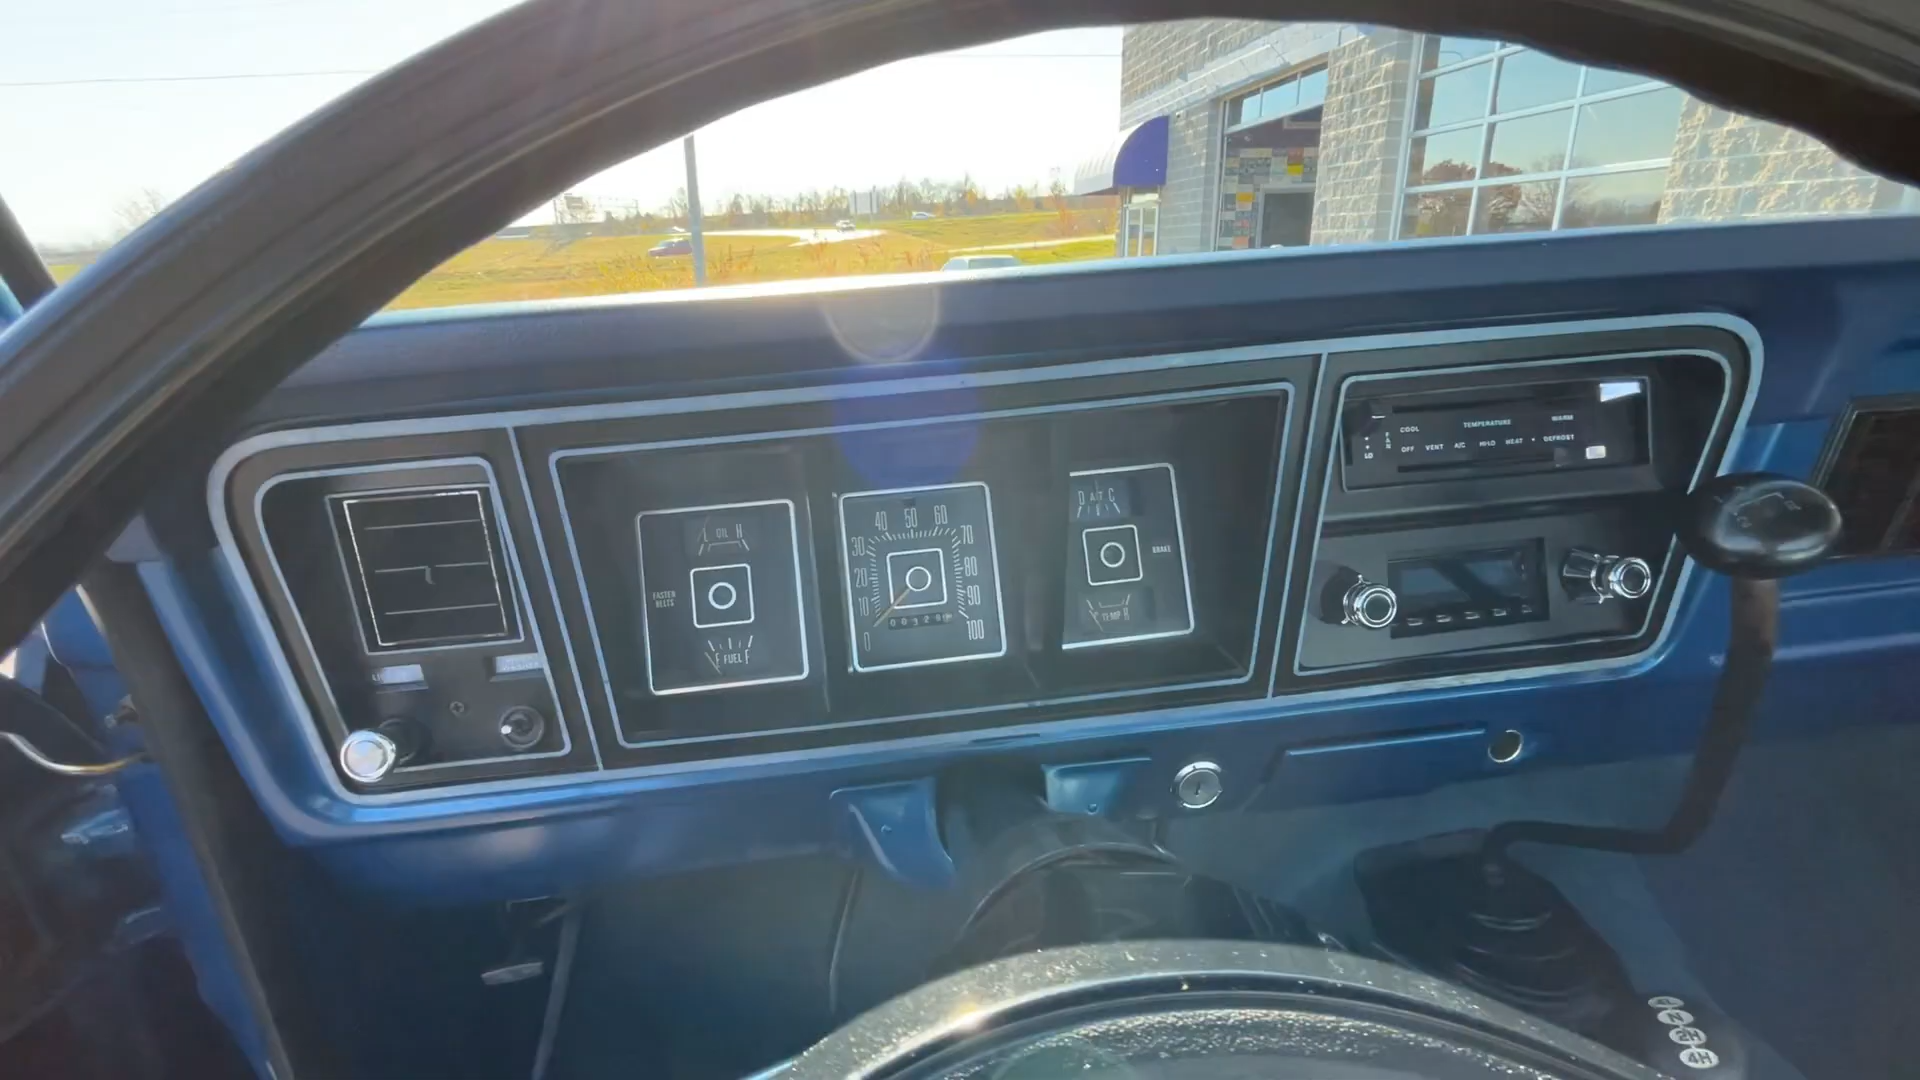 L OIL H
FASTEN
BELTS
E FUEL F
0 10 20 30 40 50 60 70 80 90 100
BRAKE
C TEMP H
FAN
LO
COOL TEMPERATURE WARM
OFF VENT A/C HI-LO HEAT • DEFROST
4L
N
2H
4H